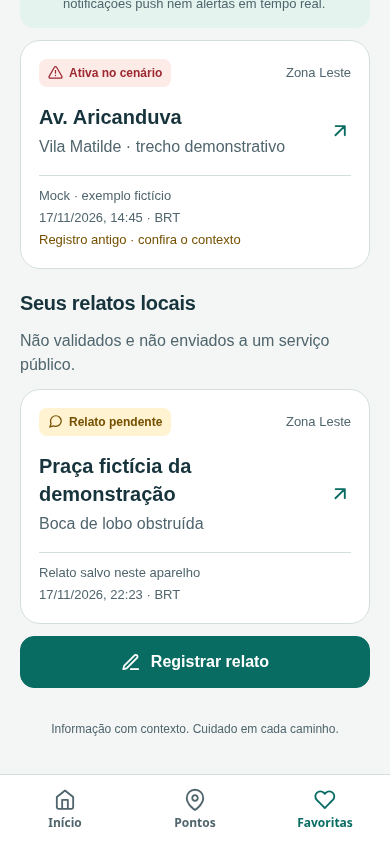 notificações push nem alertas em tempo real.
Ativa no cenário
Zona Leste
Av. Aricanduva
Vila Matilde · trecho demonstrativo
Mock · exemplo fictício
17/11/2026, 14:45 · BRT
Registro antigo · confira o contexto
Seus relatos locais
Não validados e não enviados a um serviço
público.
Relato pendente
Zona Leste
Praça fictícia da
demonstração
Boca de lobo obstruída
Relato salvo neste aparelho
17/11/2026, 22:23 · BRT
Registrar relato
Informação com contexto. Cuidado em cada caminho.
Início
Pontos
Favoritas